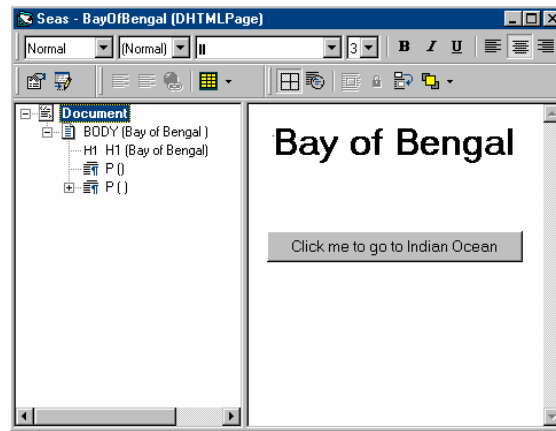 Seas - BayOfBengal (DHTMLPage)
Normal (Normal) 3 B I U
Document
BODY (Bay of Bengal )
H1 H1 (Bay of Bengal)
P ()
P ( )
Bay of Bengal
Click me to go to Indian Ocean